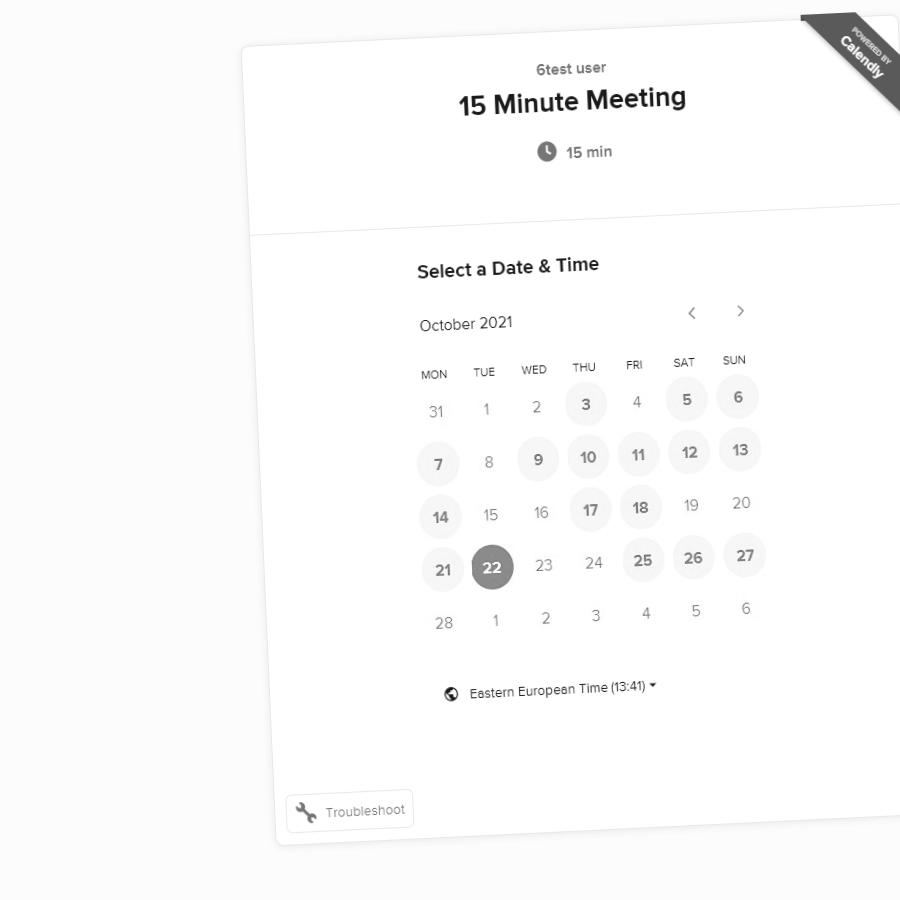 POWERED BY
Calendly
6test user
15 Minute Meeting
15 min
Select a Date & Time
October 2021
MON TUE WED THU FRI SAT SUN
31 1 2 3 4 5 6
7 8 9 10 11 12 13
14 15 16 17 18 19 20
21 22 23 24 25 26 27
28 1 2 3 4 5 6
Eastern European Time (13:41)
Troubleshoot